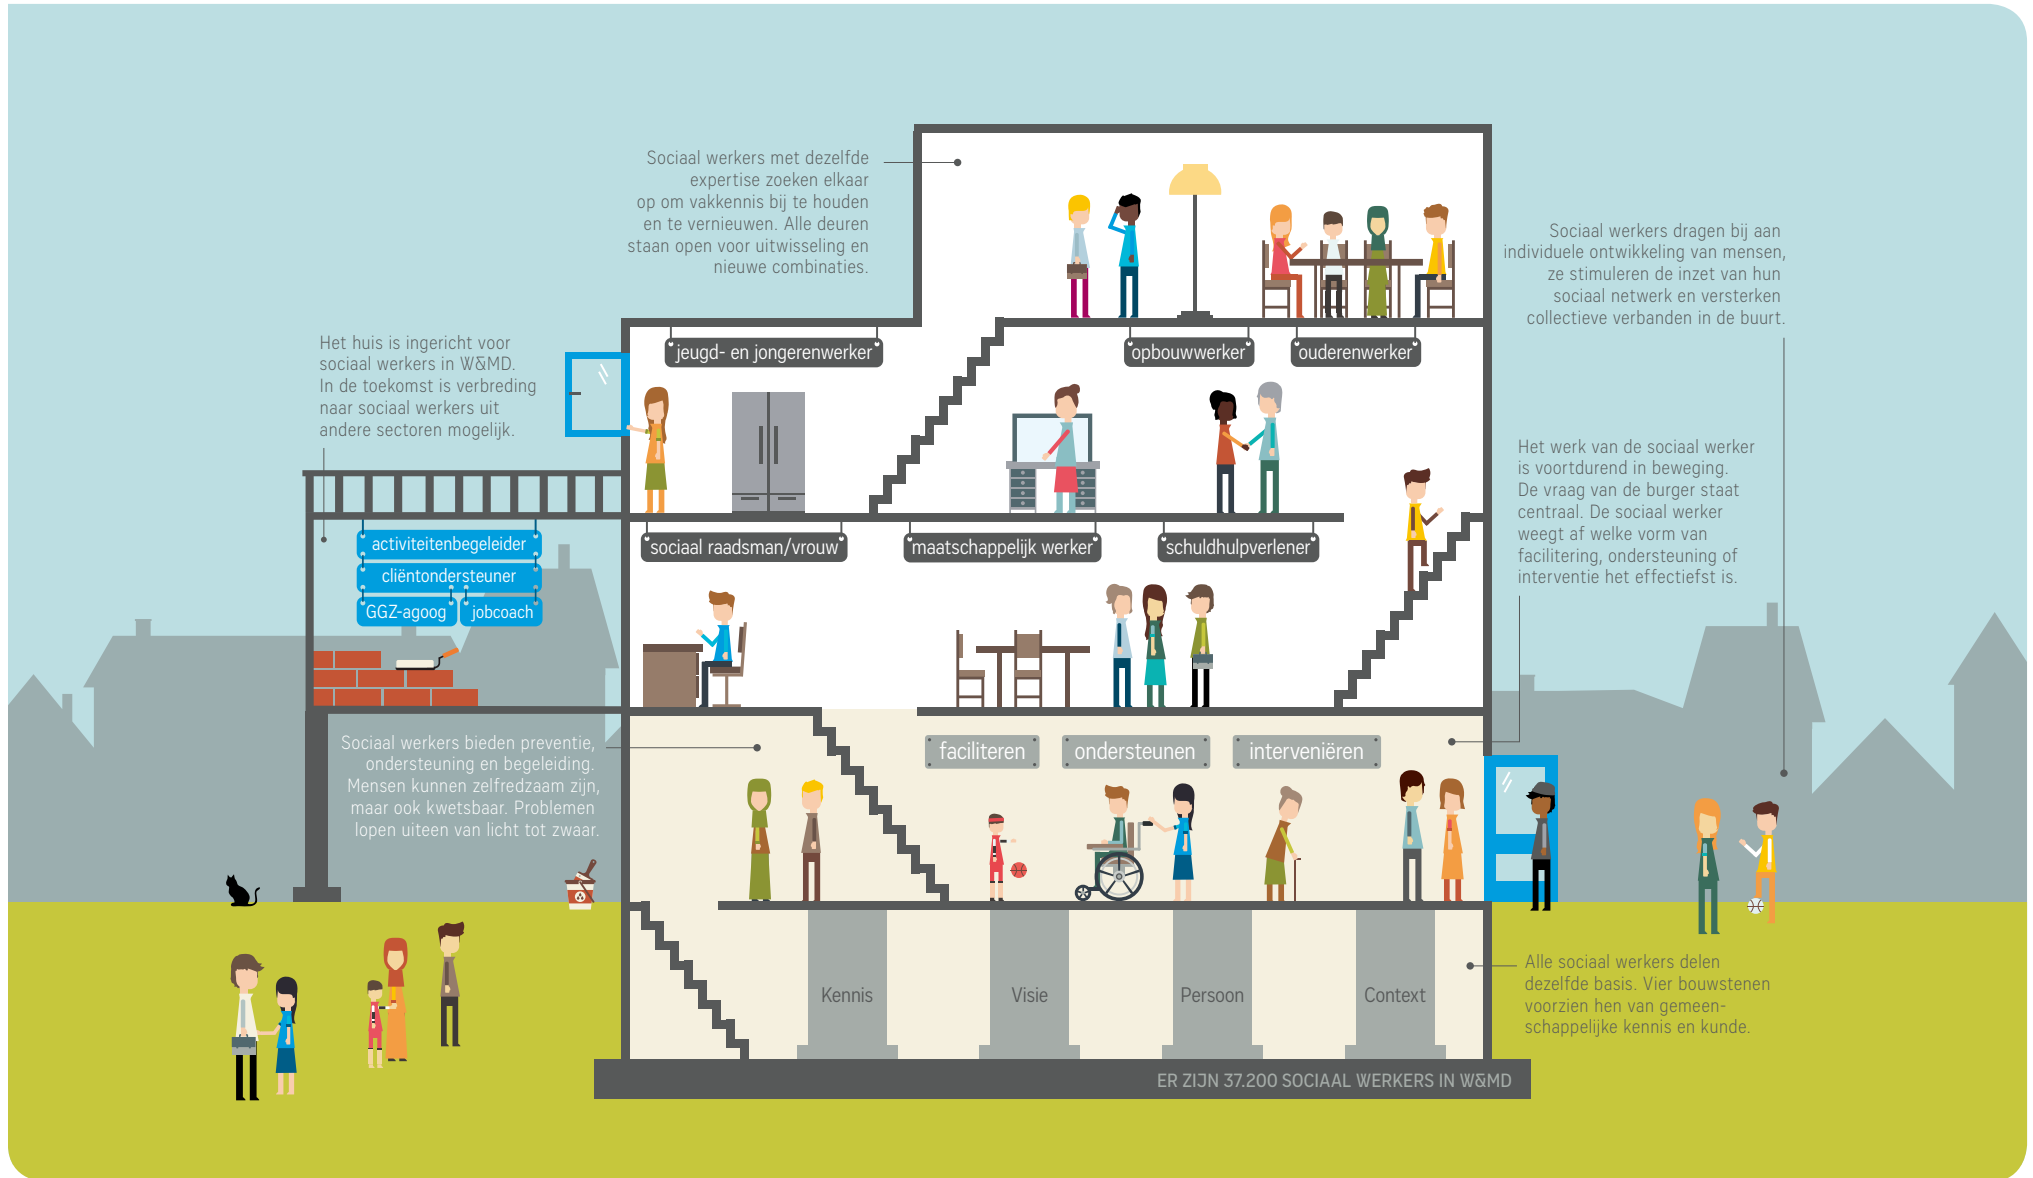 Sociaal werkers met dezelfde
expertise zoeken elkaar
op om vakkennis bij te houden
en te vernieuwen. Alle deuren
staan open voor uitwisseling en
nieuwe combinaties.
Sociaal werkers dragen bij aan
individuele ontwikkeling van mensen,
ze stimuleren de inzet van hun
sociaal netwerk en versterken
collectieve verbanden in de buurt.
Het huis is ingericht voor
sociaal werkers in W&MD.
In de toekomst is verbreding
naar sociaal werkers uit
andere sectoren mogelijk.
jeugd- en jongerenwerker
opbouwwerker
ouderenwerker
Het werk van de sociaal werker
is voortdurend in beweging.
De vraag van de burger staat
centraal. De sociaal werker
weegt af welke vorm van
facilitering, ondersteuning of
interventie het effectiefst is.
activiteitenbegeleider
cliëntondersteuner
GGZ-agoog
jobcoach
sociaal raadsman/vrouw
maatschappelijk werker
schuldhulpverlener
Sociaal werkers bieden preventie,
ondersteuning en begeleiding.
Mensen kunnen zelfredzaam zijn,
maar ook kwetsbaar. Problemen
lopen uiteen van licht tot zwaar.
faciliteren
ondersteunen
interveniëren
Kennis
Visie
Persoon
Context
Alle sociaal werkers delen
dezelfde basis. Vier bouwstenen
voorzien hen van gemeen-
schappelijke kennis en kunde.
ER ZIJN 37.200 SOCIAAL WERKERS IN W&MD